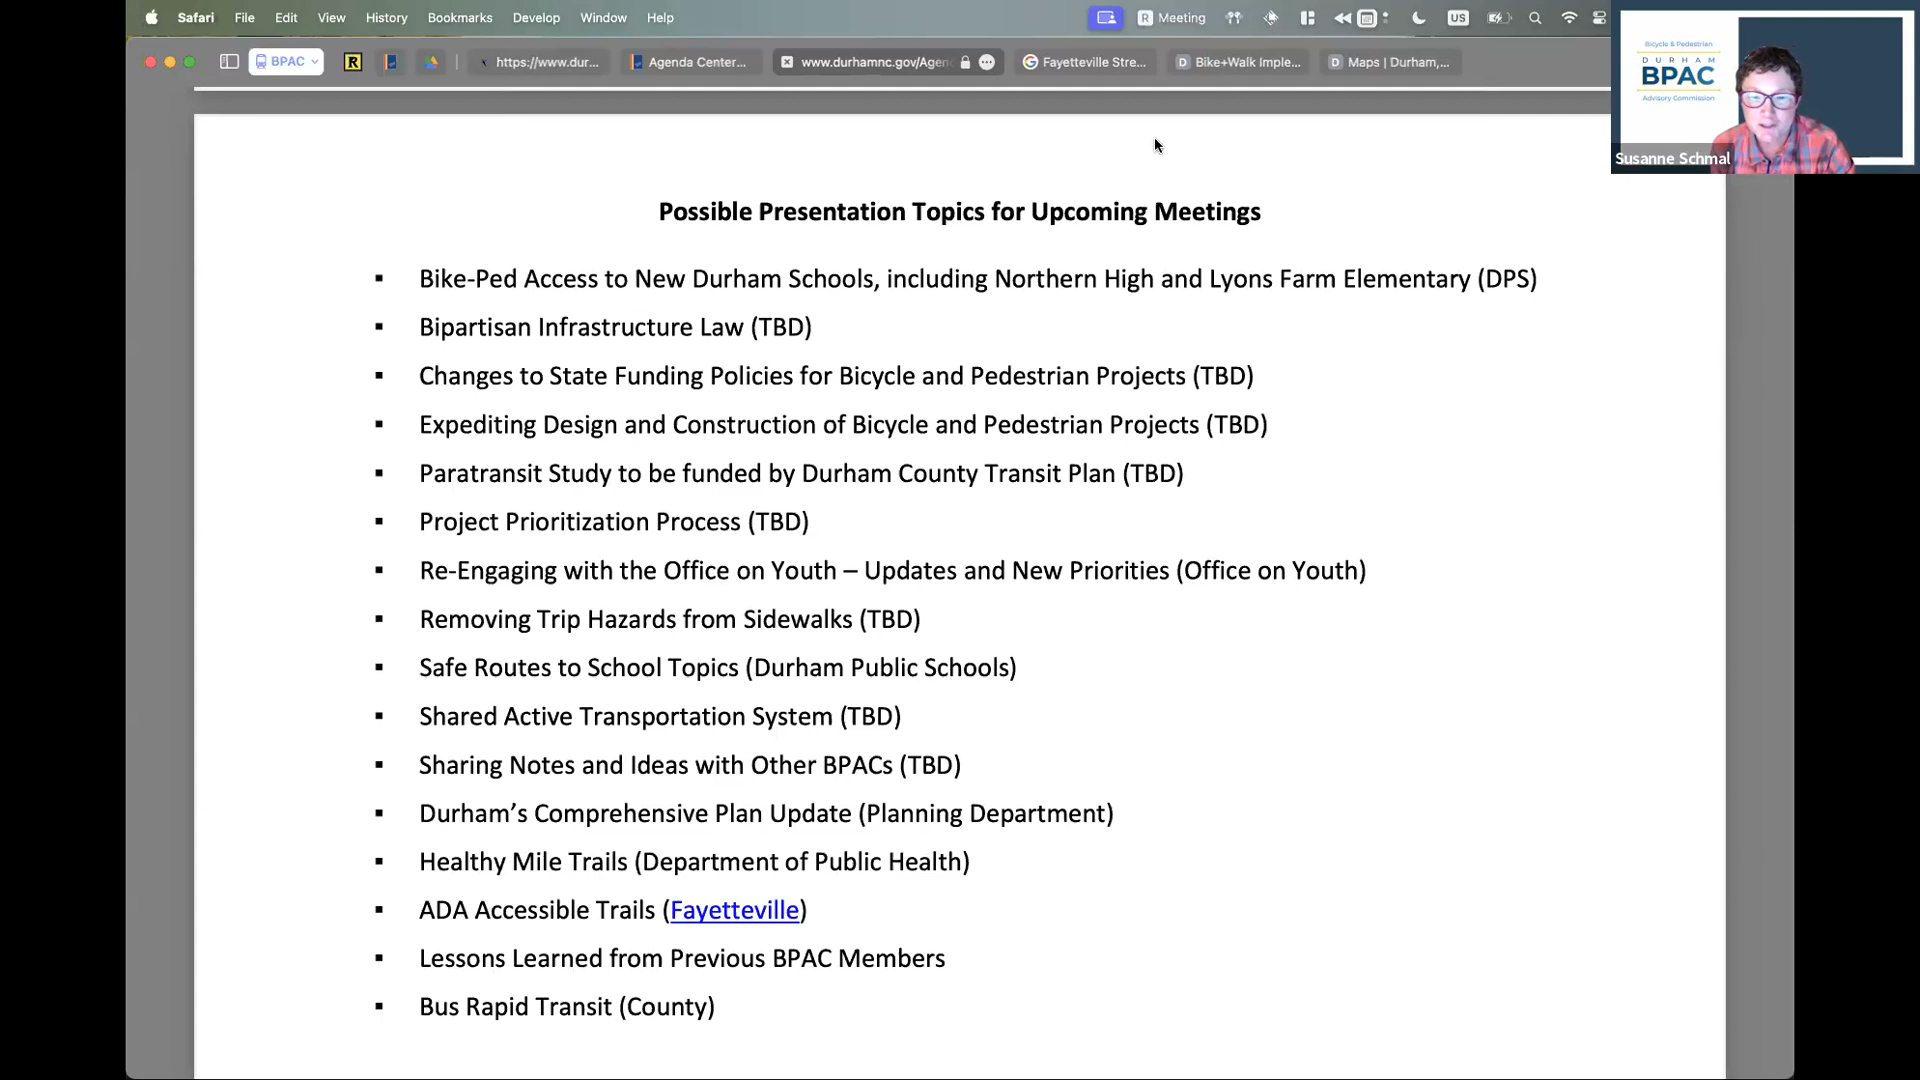 Safari File Edit View History Bookmarks Develop Window Help Meeting US
BPAC R https://www.dur... Agenda Center... www.durhamnc.gov/Agen Fayetteville Stre... D Bike+Walk Imple... D Maps | Durham,...
Bicycle & Pedestrian
DURHAM
BPAC
Advisory Commission
Susanne Schmal
Possible Presentation Topics for Upcoming Meetings
▪ Bike-Ped Access to New Durham Schools, including Northern High and Lyons Farm Elementary (DPS)
▪ Bipartisan Infrastructure Law (TBD)
▪ Changes to State Funding Policies for Bicycle and Pedestrian Projects (TBD)
▪ Expediting Design and Construction of Bicycle and Pedestrian Projects (TBD)
▪ Paratransit Study to be funded by Durham County Transit Plan (TBD)
▪ Project Prioritization Process (TBD)
▪ Re-Engaging with the Office on Youth – Updates and New Priorities (Office on Youth)
▪ Removing Trip Hazards from Sidewalks (TBD)
▪ Safe Routes to School Topics (Durham Public Schools)
▪ Shared Active Transportation System (TBD)
▪ Sharing Notes and Ideas with Other BPACs (TBD)
▪ Durham’s Comprehensive Plan Update (Planning Department)
▪ Healthy Mile Trails (Department of Public Health)
▪ ADA Accessible Trails (Fayetteville)
▪ Lessons Learned from Previous BPAC Members
▪ Bus Rapid Transit (County)